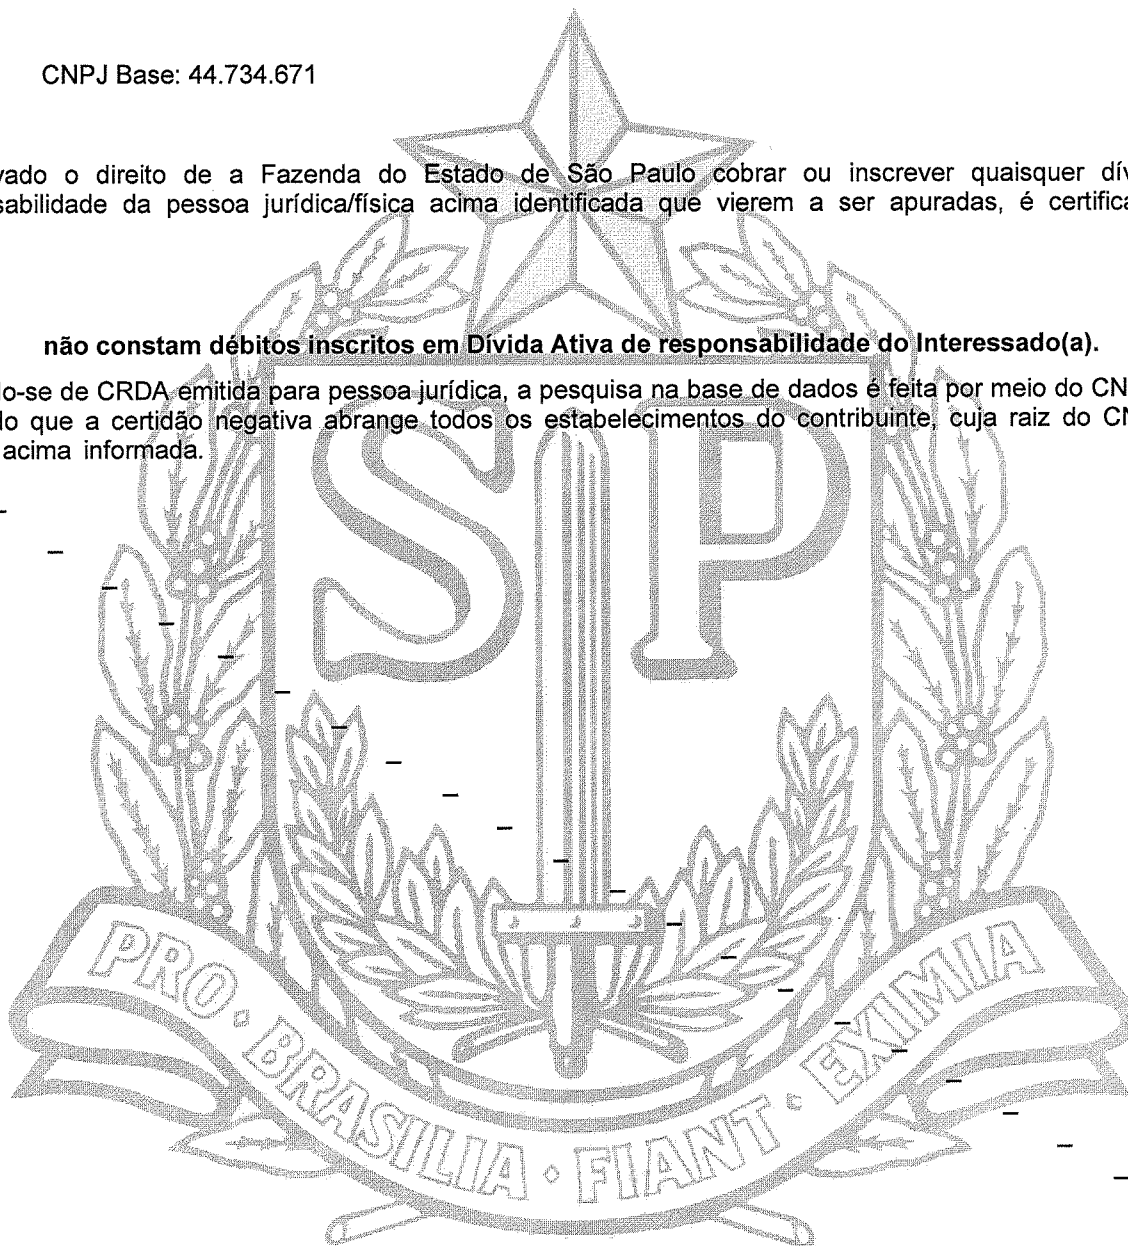 CNPJ Base: 44.734.671
vado o direito de a Fazenda do Estado de São Paulo cobrar ou inscrever quaisquer dív
sabilidade da pessoa jurídica/física acima identificada que vierem a ser apuradas, é certifica
não constam débitos inscritos em Dívida Ativa de responsabilidade do Interessado(a).
do-se de CRDA emitida para pessoa jurídica, a pesquisa na base de dados é feita por meio do CN
do que a certidão negativa abrange todos os estabelecimentos do contribuinte, cuja raiz do CN
acima informada.
SP
PRO · BRASILIA · FIANT · EXIMIA